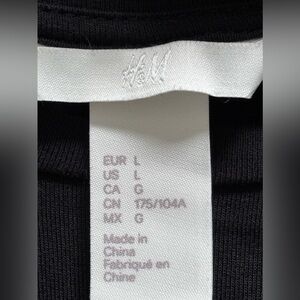 H&M
EUR L
US L
CA G
CN 175/104A
MX G
Made in
China
Fabriqué en
Chine